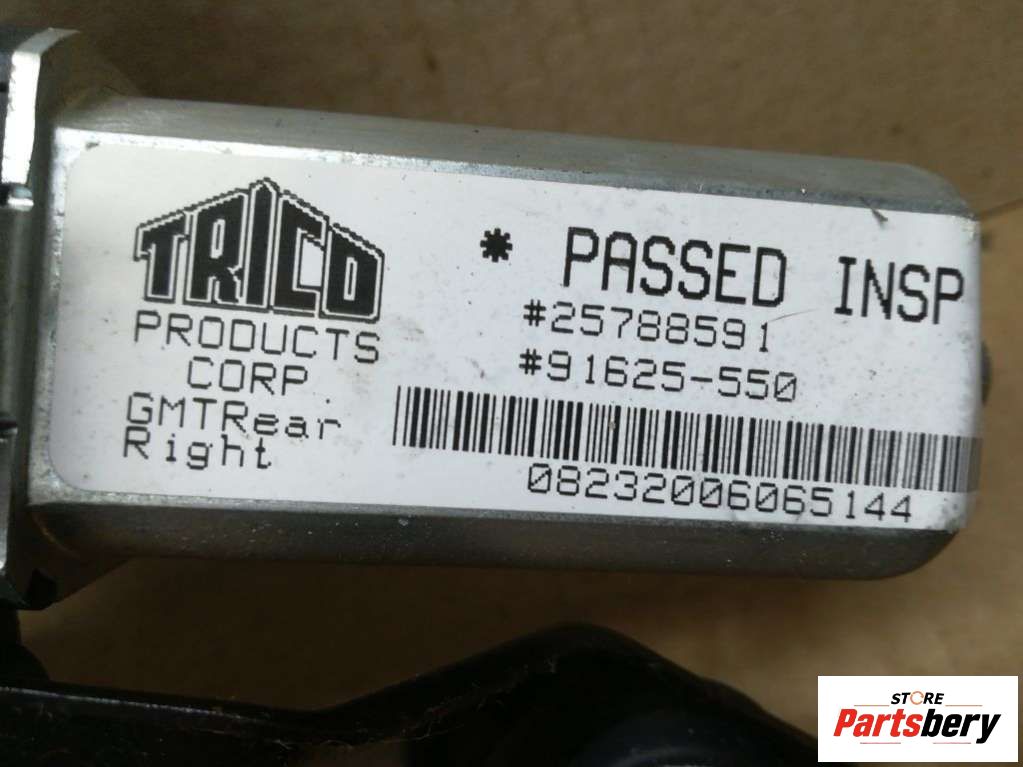 TRICO
PRODUCTS
CORP
GMTRear
Right
* PASSED INSP
#25788591
#91625-550
08232006065144
STORE
Partsbery